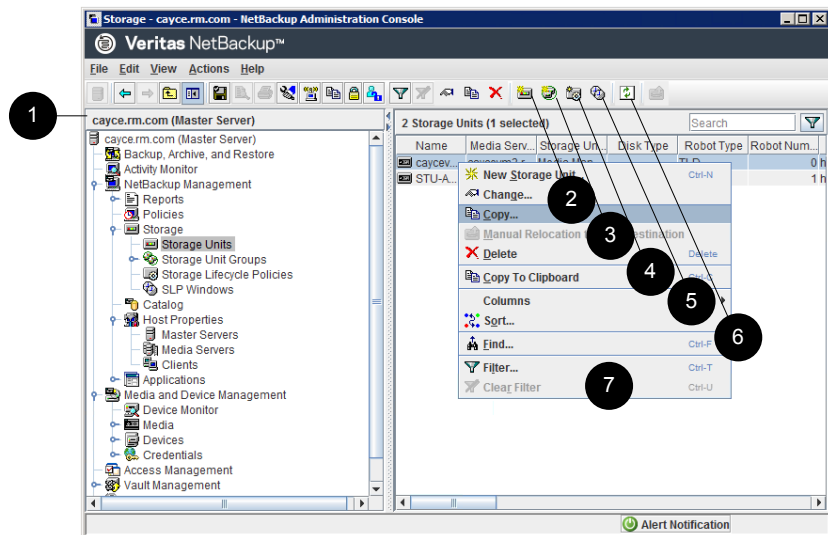 Storage - cayce.rm.com - NetBackup Administration Console
Veritas NetBackup™
File Edit View Actions Help
1
cayce.rm.com (Master Server)
cayce.rm.com (Master Server)
Backup, Archive, and Restore
Activity Monitor
NetBackup Management
Reports
Policies
Storage
Storage Units
Storage Unit Groups
Storage Lifecycle Policies
SLP Windows
Catalog
Host Properties
Master Servers
Media Servers
Clients
Applications
Media and Device Management
Device Monitor
Media
Devices
Credentials
Access Management
Vault Management
2 Storage Units (1 selected) Search
Name Media Serv... Storage Un... Disk Type Robot Type Robot Num...
caycev... TLD 0 h
STU-A... 1 h
New Storage Unit... Ctrl-N
Change...
2
Copy...
Manual Relocation
3
Delete Delete
4
Copy To Clipboard
Columns
5
Sort...
6
Find... Ctrl-F
Filter... Ctrl-T
Clear Filter Ctrl-U
7
Alert Notification